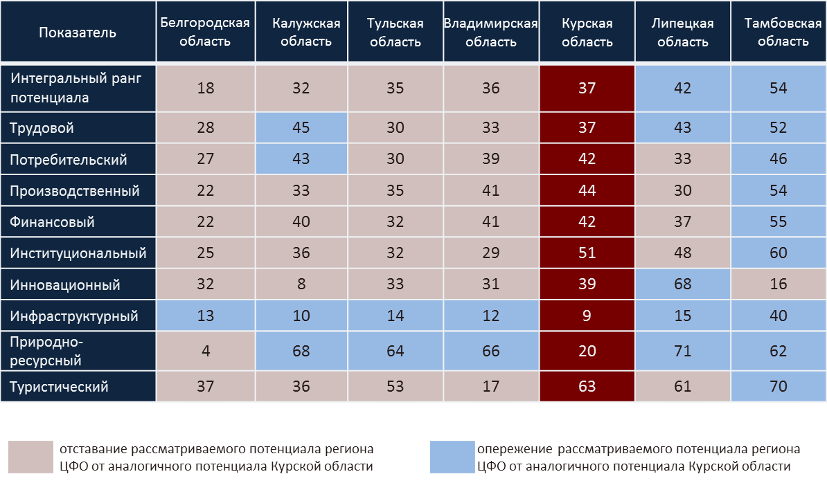 Показатель Белгородская область Калужская область Тульская область Владимирская область Курская область Липецкая область Тамбовская область
Интегральный ранг потенциала 18 32 35 36 37 42 54
Трудовой 28 45 30 33 37 43 52
Потребительский 27 43 30 39 42 33 46
Производственный 22 33 35 41 44 30 54
Финансовый 22 40 32 41 42 37 55
Институциональный 25 36 32 29 51 48 60
Инновационный 32 8 33 31 39 68 16
Инфраструктурный 13 10 14 12 9 15 40
Природно-ресурсный 4 68 64 66 20 71 62
Туристический 37 36 53 17 63 61 70
отставание рассматриваемого потенциала региона
ЦФО от аналогичного потенциала Курской области
опережение рассматриваемого потенциала региона
ЦФО от аналогичного потенциала Курской области